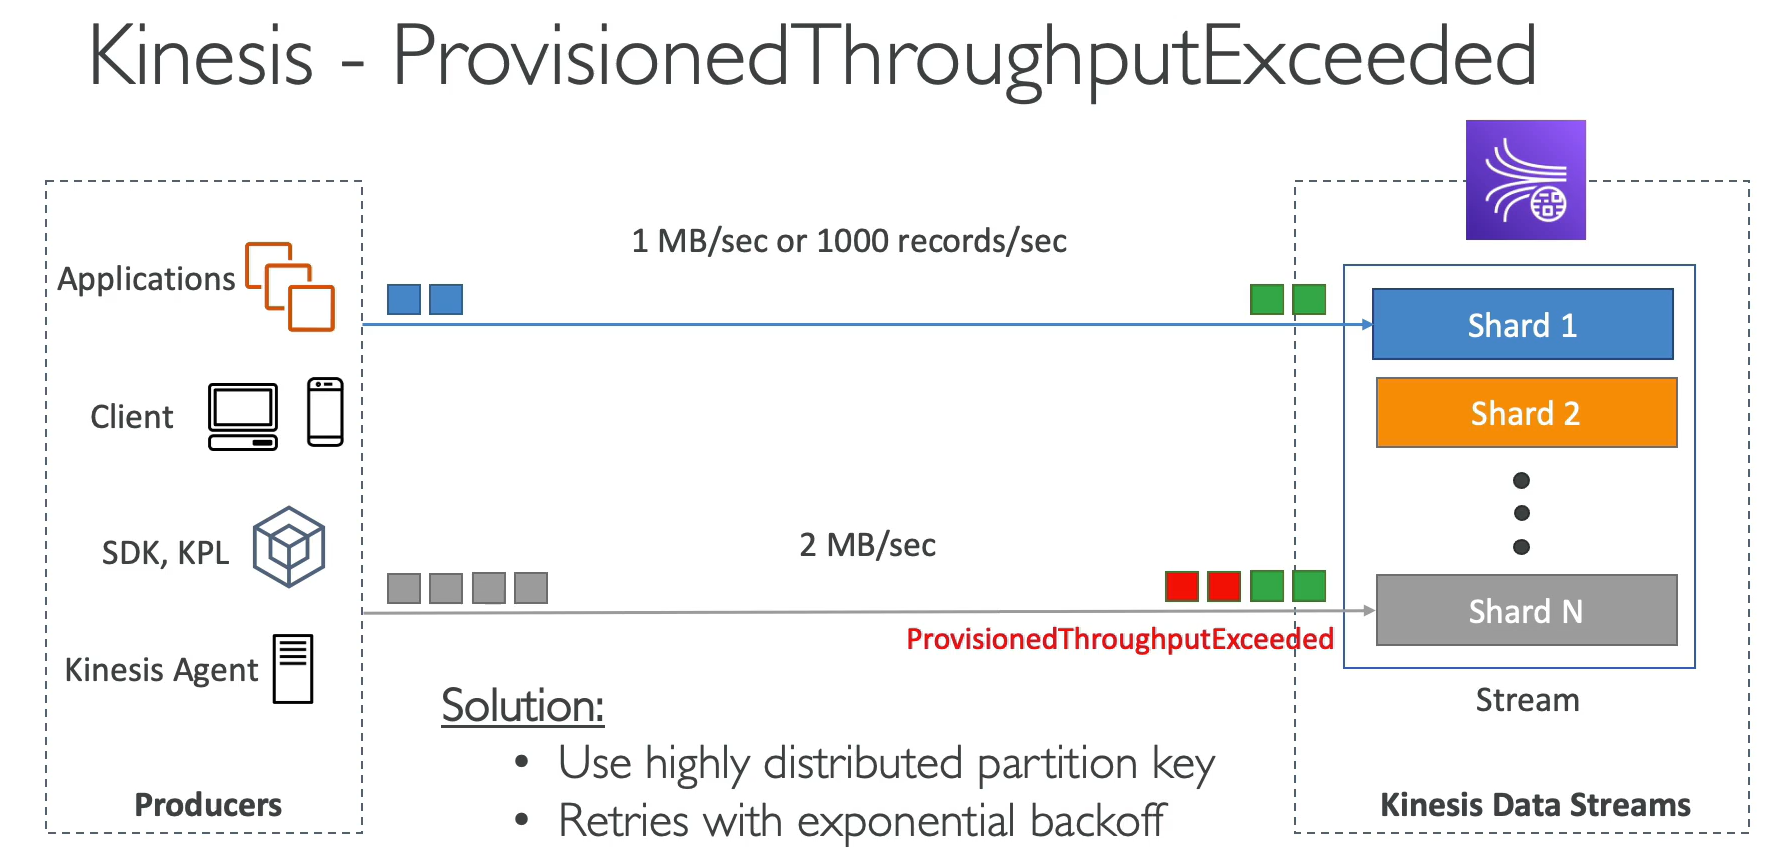 Kinesis - ProvisionedThroughputExceeded
1 MB/sec or 1000 records/sec
Applications
Shard 1
Client
Shard 2
2 MB/sec
SDK, KPL
Shard N
ProvisionedThroughputExceeded
Kinesis Agent
Solution:
Stream
• Use highly distributed partition key
Producers
Kinesis Data Streams
• Retries with exponential backoff